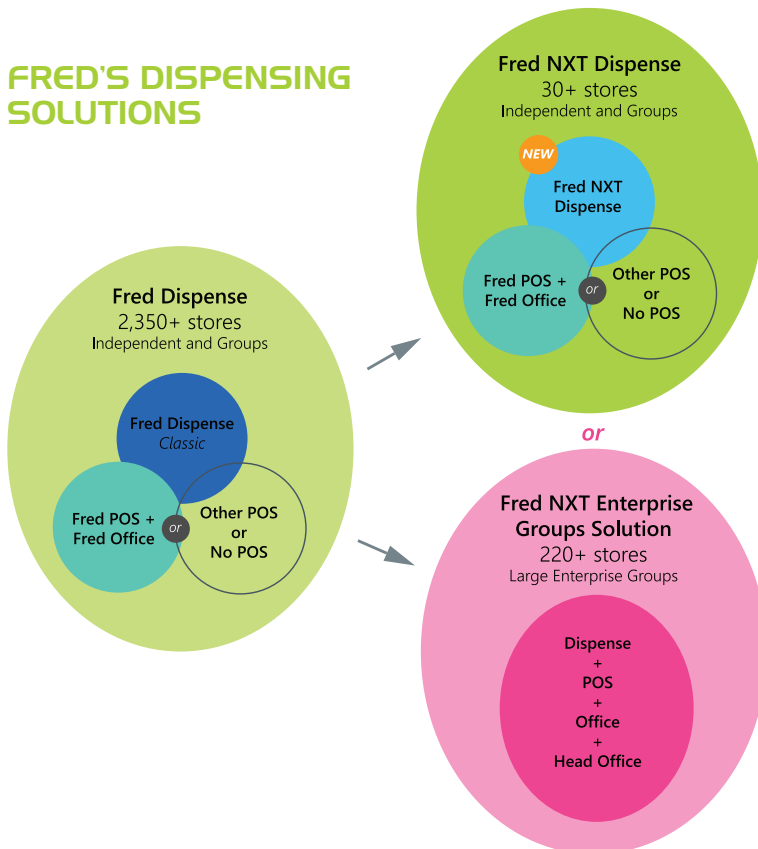 FRED'S DISPENSING
SOLUTIONS
Fred Dispense
2,350+ stores
Independent and Groups
Fred Dispense
Classic
Fred POS +
Fred Office
or
Other POS
or
No POS
Fred NXT Dispense
30+ stores
Independent and Groups
NEW
Fred NXT
Dispense
Fred POS +
Fred Office
or
Other POS
or
No POS
or
Fred NXT Enterprise
Groups Solution
220+ stores
Large Enterprise Groups
Dispense
+
POS
+
Office
+
Head Office